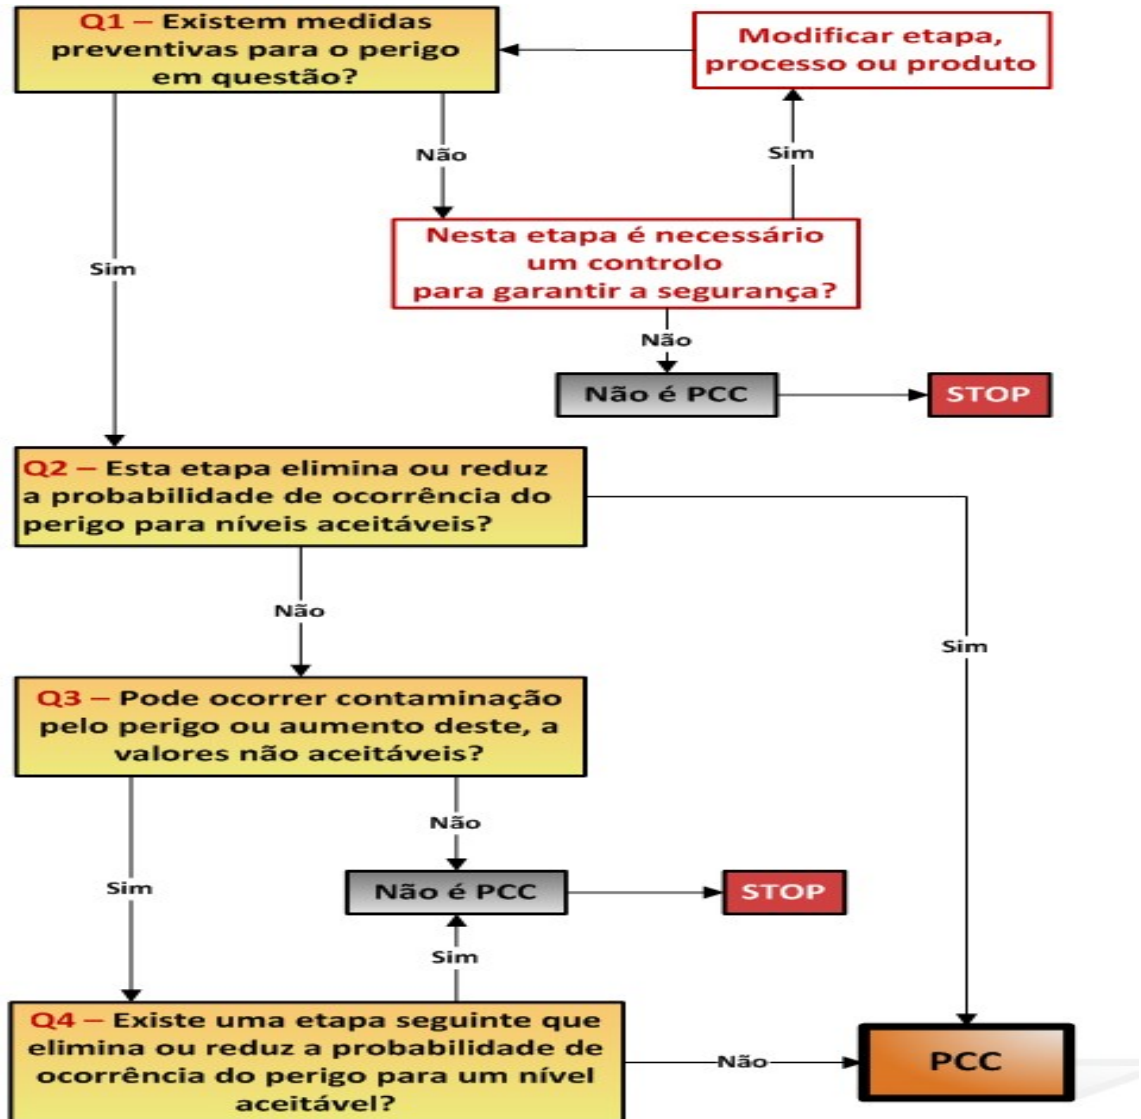 Q1 – Existem medidas
preventivas para o perigo
em questão?
Modificar etapa,
processo ou produto
Não
Sim
Nesta etapa é necessário
um controlo
para garantir a segurança?
Sim
Não
Não é PCC
STOP
Q2 – Esta etapa elimina ou reduz
a probabilidade de ocorrência do
perigo para níveis aceitáveis?
Não
Sim
Q3 – Pode ocorrer contaminação
pelo perigo ou aumento deste, a
valores não aceitáveis?
Não
Sim
Não é PCC
STOP
Sim
Q4 – Existe uma etapa seguinte que
elimina ou reduz a probabilidade de
ocorrência do perigo para um nível
aceitável?
Não
PCC